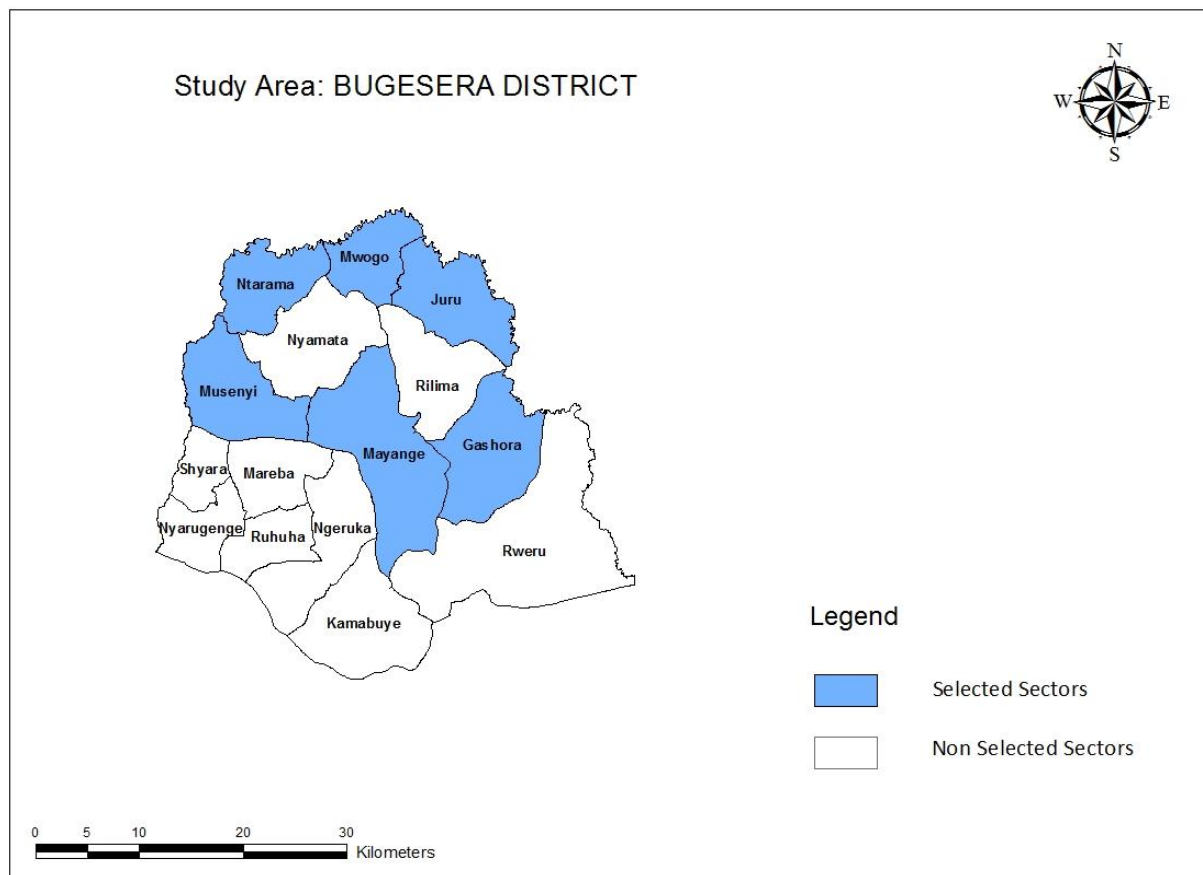 Study Area: BUGESERA DISTRICT
N
W E
S
Mwogo
Ntarama
Juru
Nyamata
Rilima
Musenyi
Gashora
Mayange
Shyara
Mareba
Nyarugenge
Ruhuha
Ngeruka
Rweru
Kamabuye
Legend
Selected Sectors
Non Selected Sectors
0 5 10 20 30
Kilometers